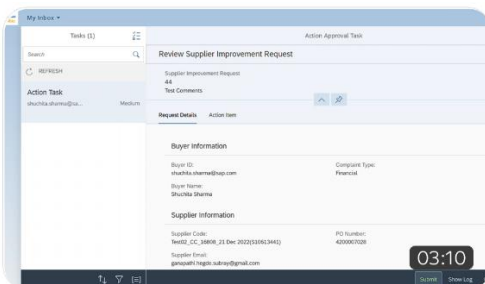 My Inbox
Tasks (1)
Action Approval Task
Search
Review Supplier Improvement Request
REFRESH
Supplier Improvement Request
44
Test Comments
Action Task
shuchita.sharma@sa...
Medium
Request Details
Action Item
Buyer Information
Buyer ID:
shuchita.sharma@sap.com
Complaint Type:
Financial
Buyer Name:
Shuchita Sharma
Supplier Information
Supplier Code:
Test02_CC_16808_21 Dec 2022(S10613441)
PO Number:
4200007028
Supplier Email:
ganapathi.hegde.subray@gmail.com
03:10
Submit
Show Log